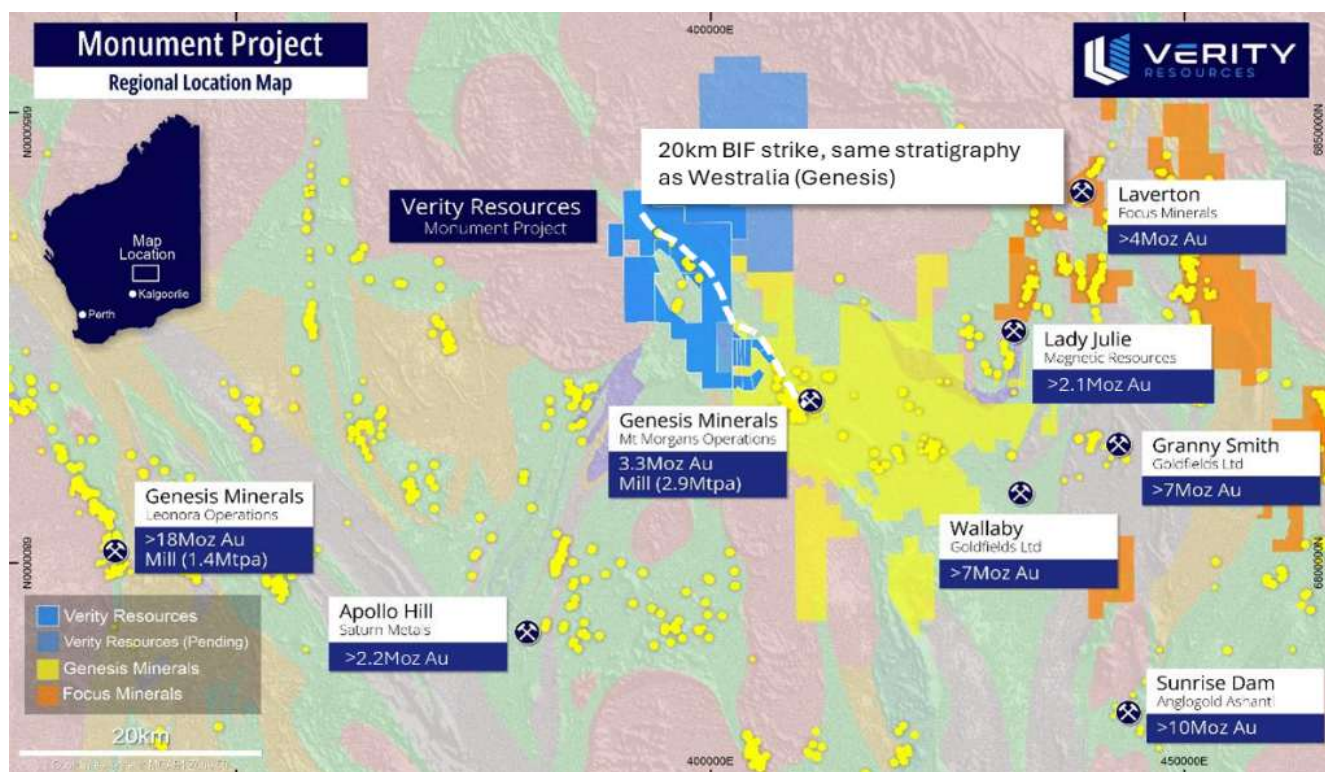 Monument Project
Regional Location Map
400000E
VERITY
RESOURCES
6850000N
6850000N
20km BIF strike, same stratigraphy
as Westralia (Genesis)
Verity Resources
Monument Project
Laverton
Focus Minerals
>4Moz Au
Map
Location
Kalgoorlie
Perth
Lady Julie
Magnetic Resources
>2.1Moz Au
Genesis Minerals
Mt Morgans Operations
3.3Moz Au
Mill (2.9Mtpa)
Granny Smith
Goldfields Ltd
>7Moz Au
Genesis Minerals
Leonora Operations
>18Moz Au
Mill (1.4Mtpa)
Wallaby
Goldfields Ltd
>7Moz Au
Apollo Hill
Saturn Metals
>2.2Moz Au
Verity Resources
Verity Resources (Pending)
Genesis Minerals
Focus Minerals
Sunrise Dam
Anglogold Ashanti
>10Moz Au
20km
400000E
450000E